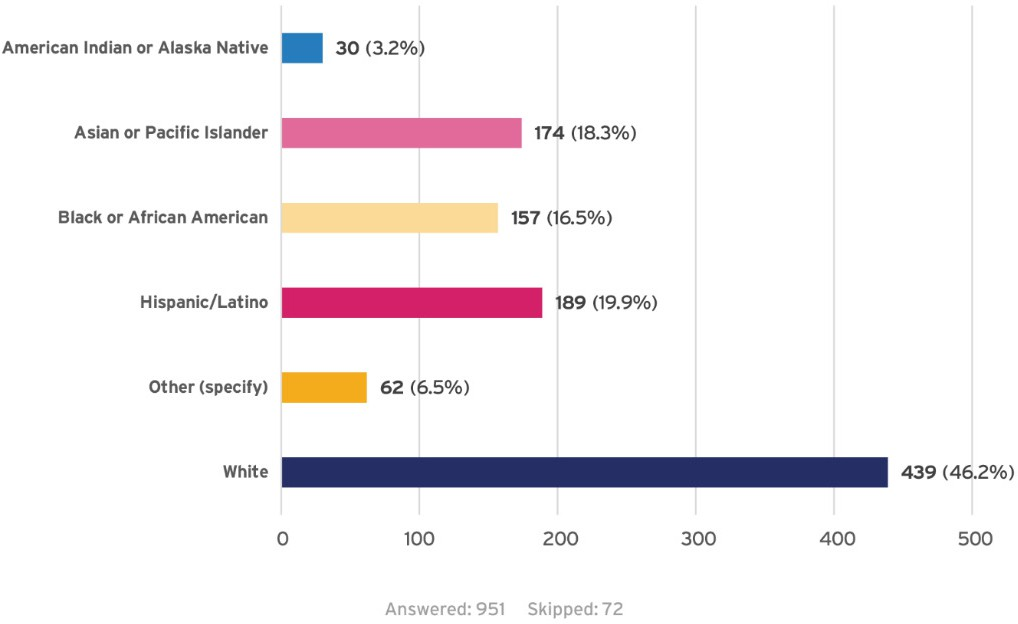 American Indian or Alaska Native 30 (3.2%)
Asian or Pacific Islander 174 (18.3%)
Black or African American 157 (16.5%)
Hispanic/Latino 189 (19.9%)
Other (specify) 62 (6.5%)
White 439 (46.2%)
0 100 200 300 400 500
Answered: 951 Skipped: 72